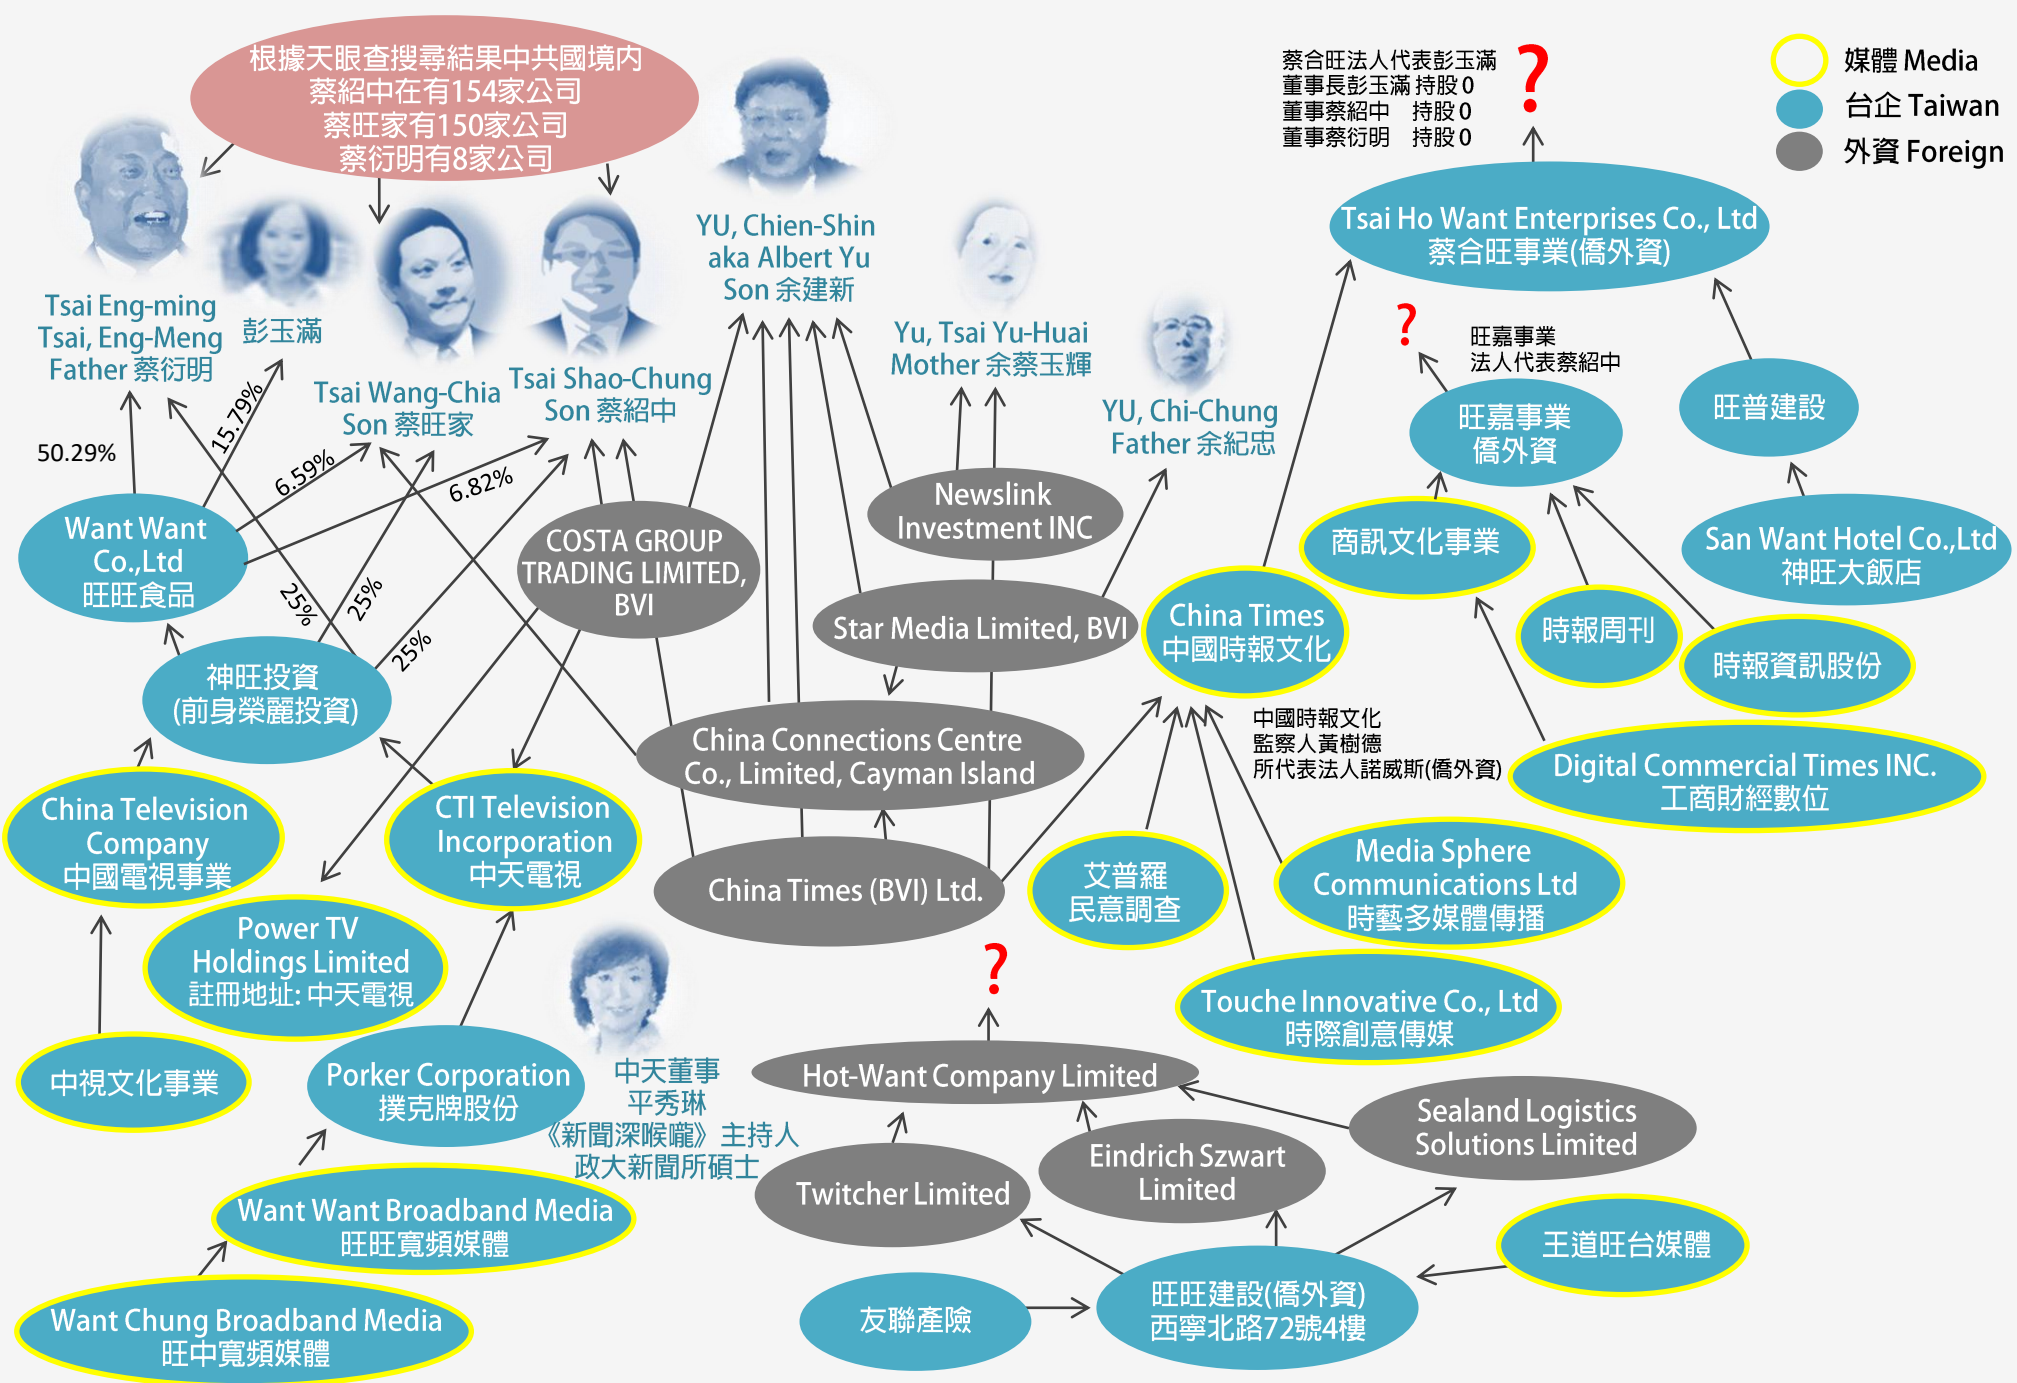 根據天眼查搜尋結果中共國境內
蔡紹中在有154家公司
蔡旺家有150家公司
蔡衍明有8家公司
Tsai Eng-ming
Tsai, Eng-Meng
Father 蔡衍明
彭玉滿
Tsai Wang-Chia
Son 蔡旺家
Tsai Shao-Chung
Son 蔡紹中
YU, Chien-Shin
aka Albert Yu
Son 余建新
Yu, Tsai Yu-Huai
Mother 余蔡玉輝
YU, Chi-Chung
Father 余紀忠
蔡合旺法人代表彭玉滿
董事長彭玉滿 持股0
董事蔡紹中 持股0
董事蔡衍明 持股0
?
媒體 Media
台企 Taiwan
外資 Foreign
Tsai Ho Want Enterprises Co., Ltd
蔡合旺事業(僑外資)
?
旺嘉事業
法人代表蔡紹中
旺嘉事業
僑外資
旺普建設
50.29%
15.79%
6.59%
6.82%
25%
25%
25%
Want Want
Co.,Ltd
旺旺食品
COSTA GROUP
TRADING LIMITED,
BVI
Newslink
Investment INC
Star Media Limited, BVI
China Times
中國時報文化
商訊文化事業
時報周刊
時報資訊股份
San Want Hotel Co.,Ltd
神旺大飯店
神旺投資
(前身榮麗投資)
China Connections Centre
Co., Limited, Cayman Island
中國時報文化
監察人黃樹德
所代表法人諾威斯(僑外資)
Digital Commercial Times INC.
工商財經數位
China Television
Company
中國電視事業
CTI Television
Incorporation
中天電視
China Times (BVI) Ltd.
艾普羅
民意調查
Media Sphere
Communications Ltd
時藝多媒體傳播
Power TV
Holdings Limited
註冊地址: 中天電視
Touche Innovative Co., Ltd
時際創意傳媒
中視文化事業
Porker Corporation
撲克牌股份
中天董事
平秀琳
《新聞深喉嚨》主持人
政大新聞所碩士
?
Hot-Want Company Limited
Twitcher Limited
Eindrich Szwart
Limited
Sealand Logistics
Solutions Limited
Want Want Broadband Media
旺旺寬頻媒體
Want Chung Broadband Media
旺中寬頻媒體
友聯產險
旺旺建設(僑外資)
西寧北路72號4樓
王道旺台媒體